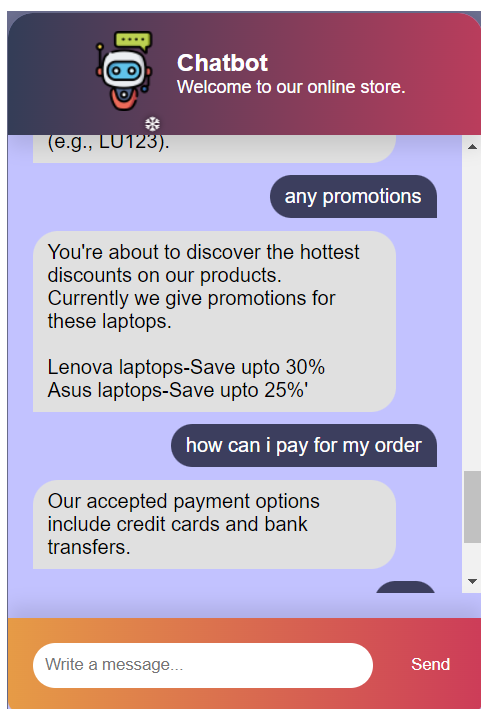 Chatbot
Welcome to our online store.
(e.g., LU123).
any promotions
You're about to discover the hottest
discounts on our products.
Currently we give promotions for
these laptops.
Lenova laptops-Save upto 30%
Asus laptops-Save upto 25%'
how can i pay for my order
Our accepted payment options
include credit cards and bank
transfers.
Write a message...
Send